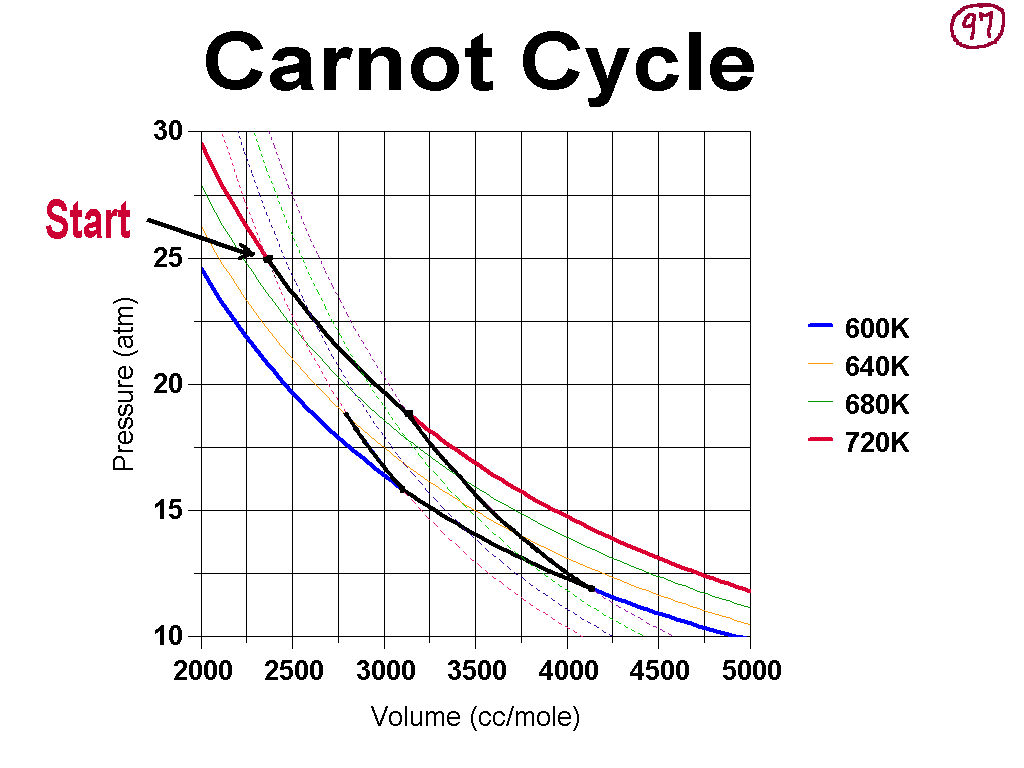 97
Carnot Cycle
30
Start
25
20
15
10
Pressure (atm)
2000 2500 3000 3500 4000 4500 5000
Volume (cc/mole)
600K
640K
680K
720K